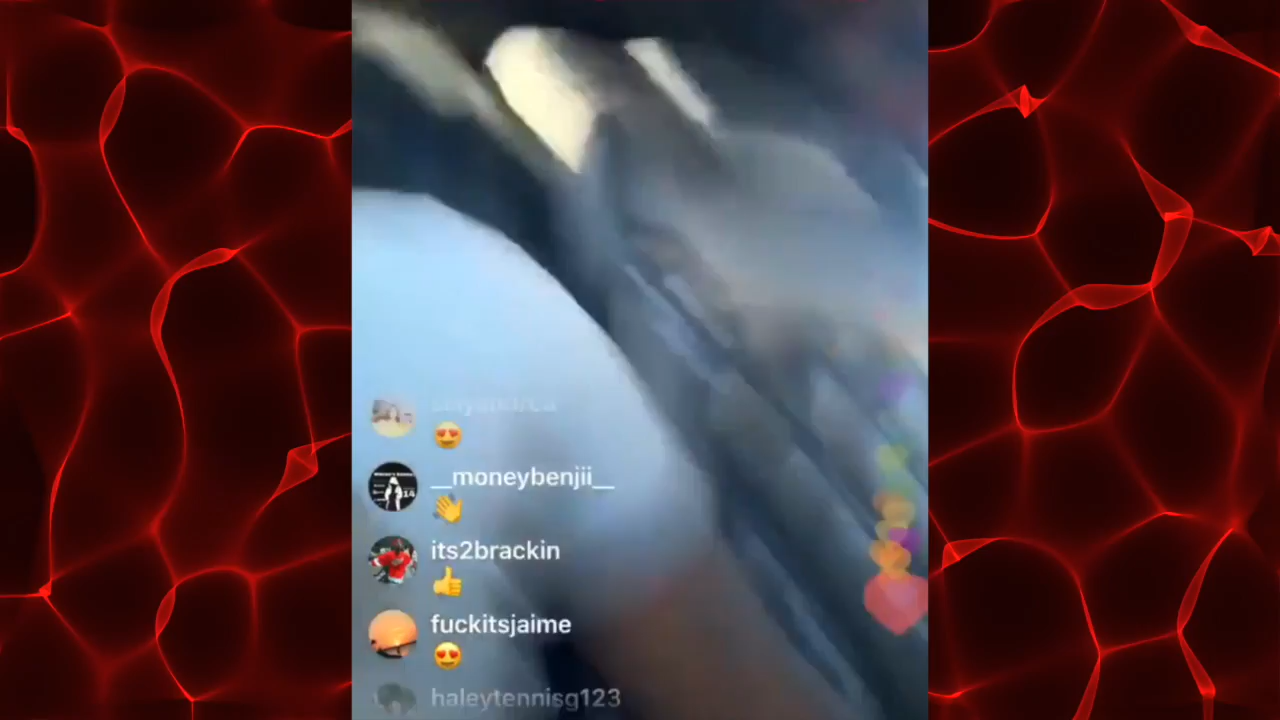 __moneybenjii__
👋
its2brackin
👍
fuckitsjaime
😍
haleytennisg123